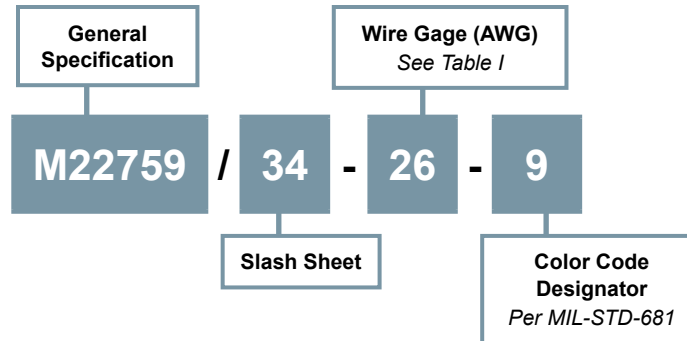 General
Specification
Wire Gage (AWG)
See Table I
M22759 / 34 - 26 - 9
Slash Sheet
Color Code
Designator
Per MIL-STD-681